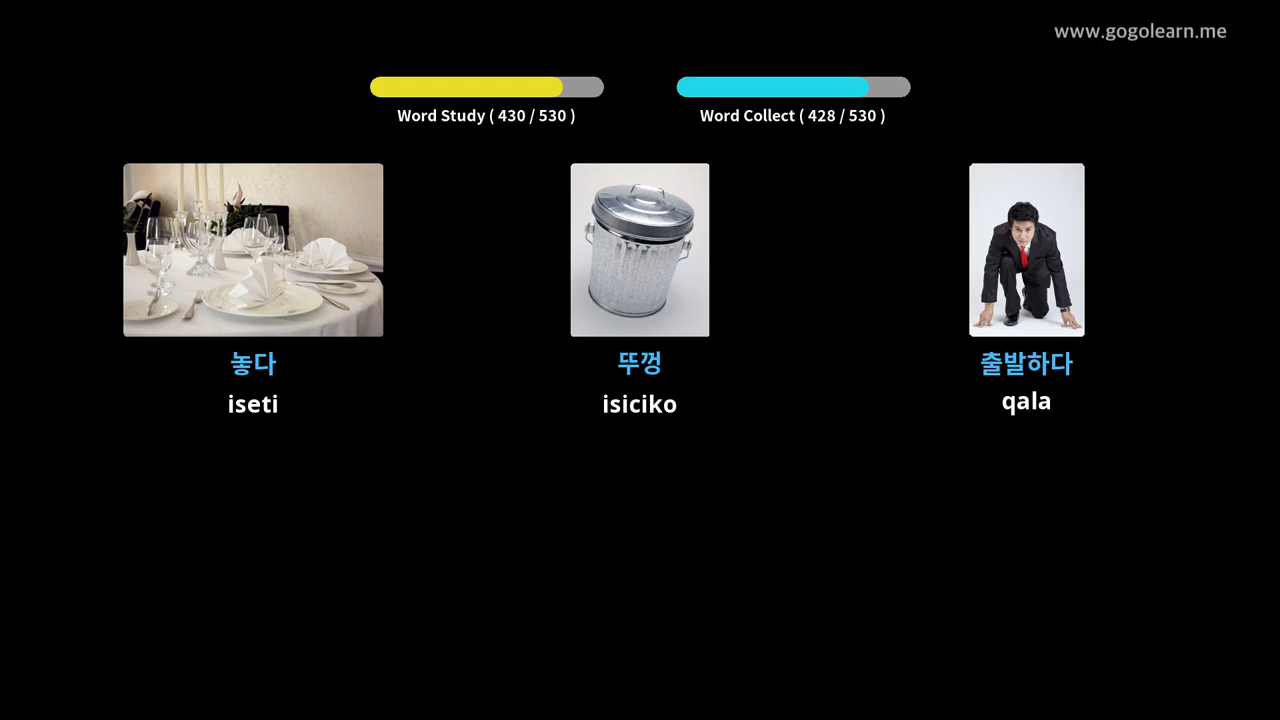 www.gogolearn.me
Word Study ( 430 / 530 )
Word Collect ( 428 / 530 )
놓다
뚜껑
출발하다
iseti
isiciko
qala